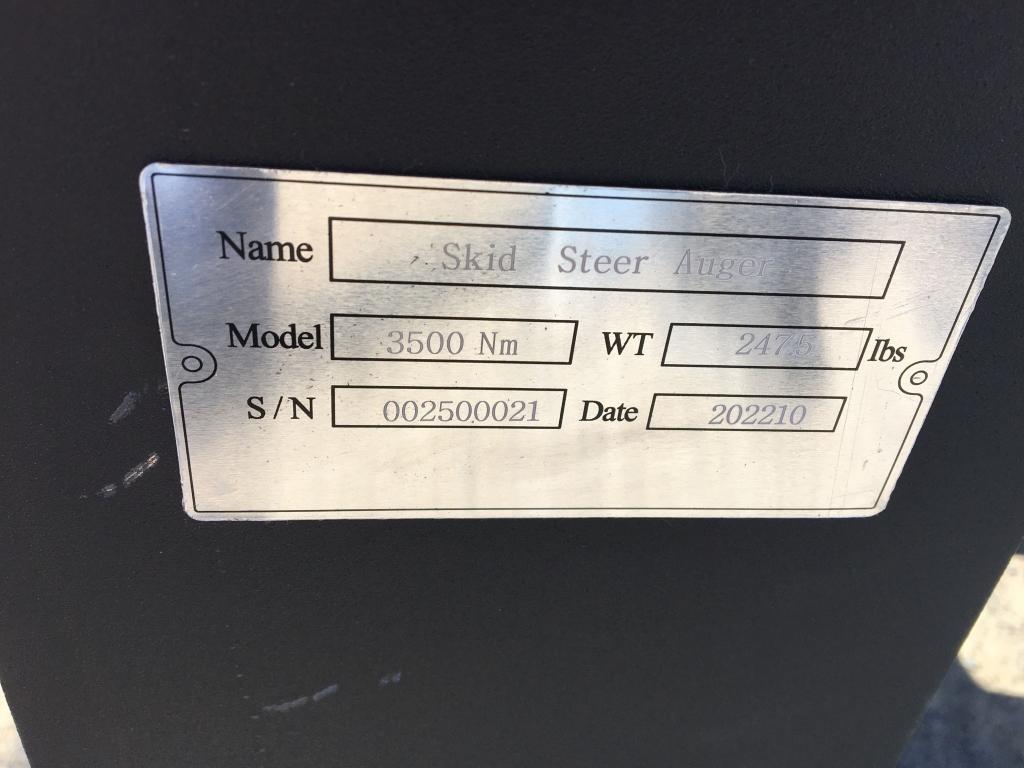 Name Skid Steer Auger
Model 3500 Nm WT 247.5 lbs
S/N 002500021 Date 202210